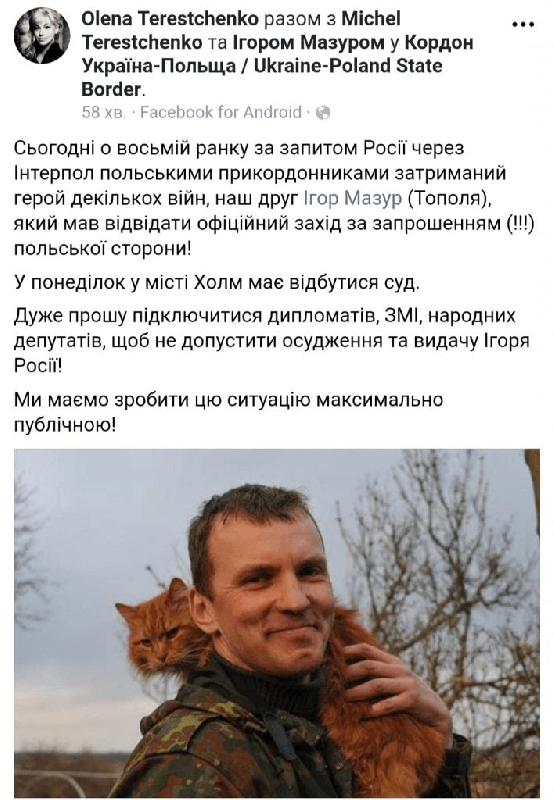 Olena Terestchenko разом з Michel
Terestchenko та Ігором Мазуром у Кордон
Україна-Польща / Ukraine-Poland State
Border.
58 хв. · Facebook for Android ·
Сьогодні о восьмій ранку за запитом Росії через
Інтерпол польськими прикордонниками затриманий
герой декількох війн, наш друг Ігор Мазур (Тополя),
який мав відвідати офіційний захід за запрошенням (!!!)
польської сторони!
У понеділок у місті Холм має відбутися суд.
Дуже прошу підключитися дипломатів, ЗМІ, народних
депутатів, щоб не допустити осудження та видачу Ігоря
Росії!
Ми маємо зробити цю ситуацію максимально
публічною!